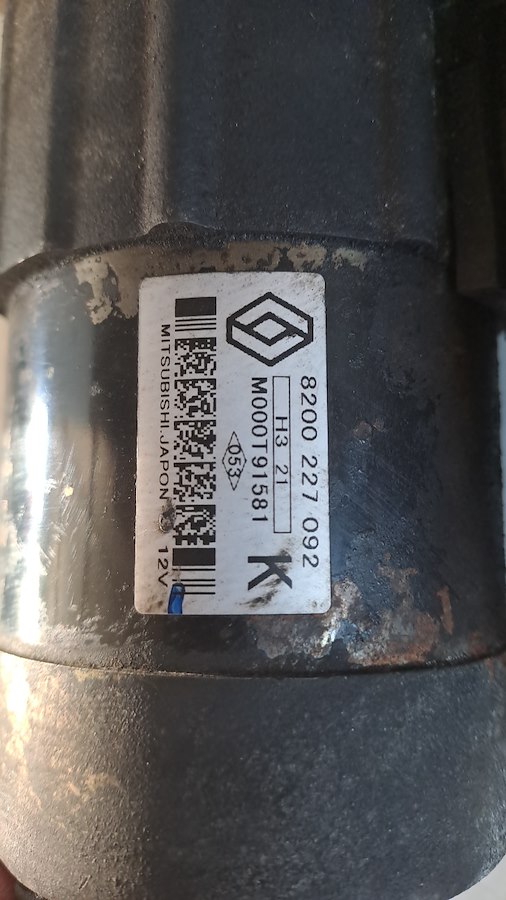 8200 227 092
H3 21
M000T91581 K
053
MITSUBISHI.JAPON 12V